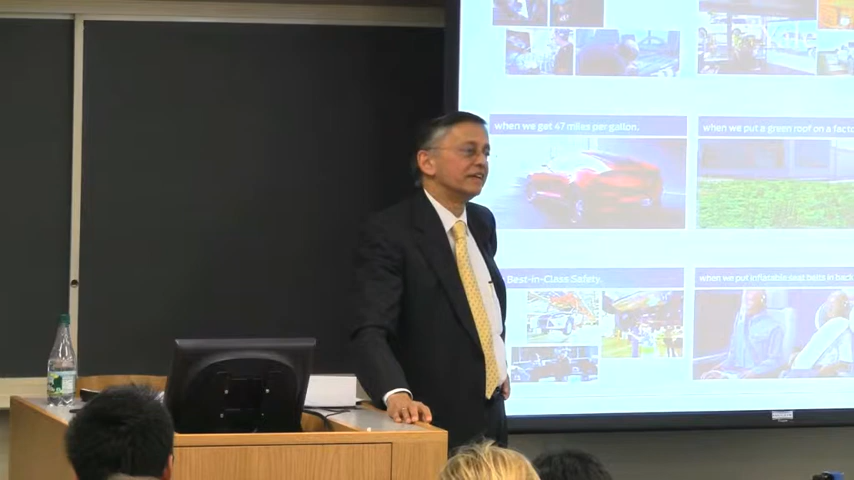 when we get 47 miles per gallon.
when we put a green roof on a facto
Best-in-Class Safety.
when we put inflatable seat belts in back